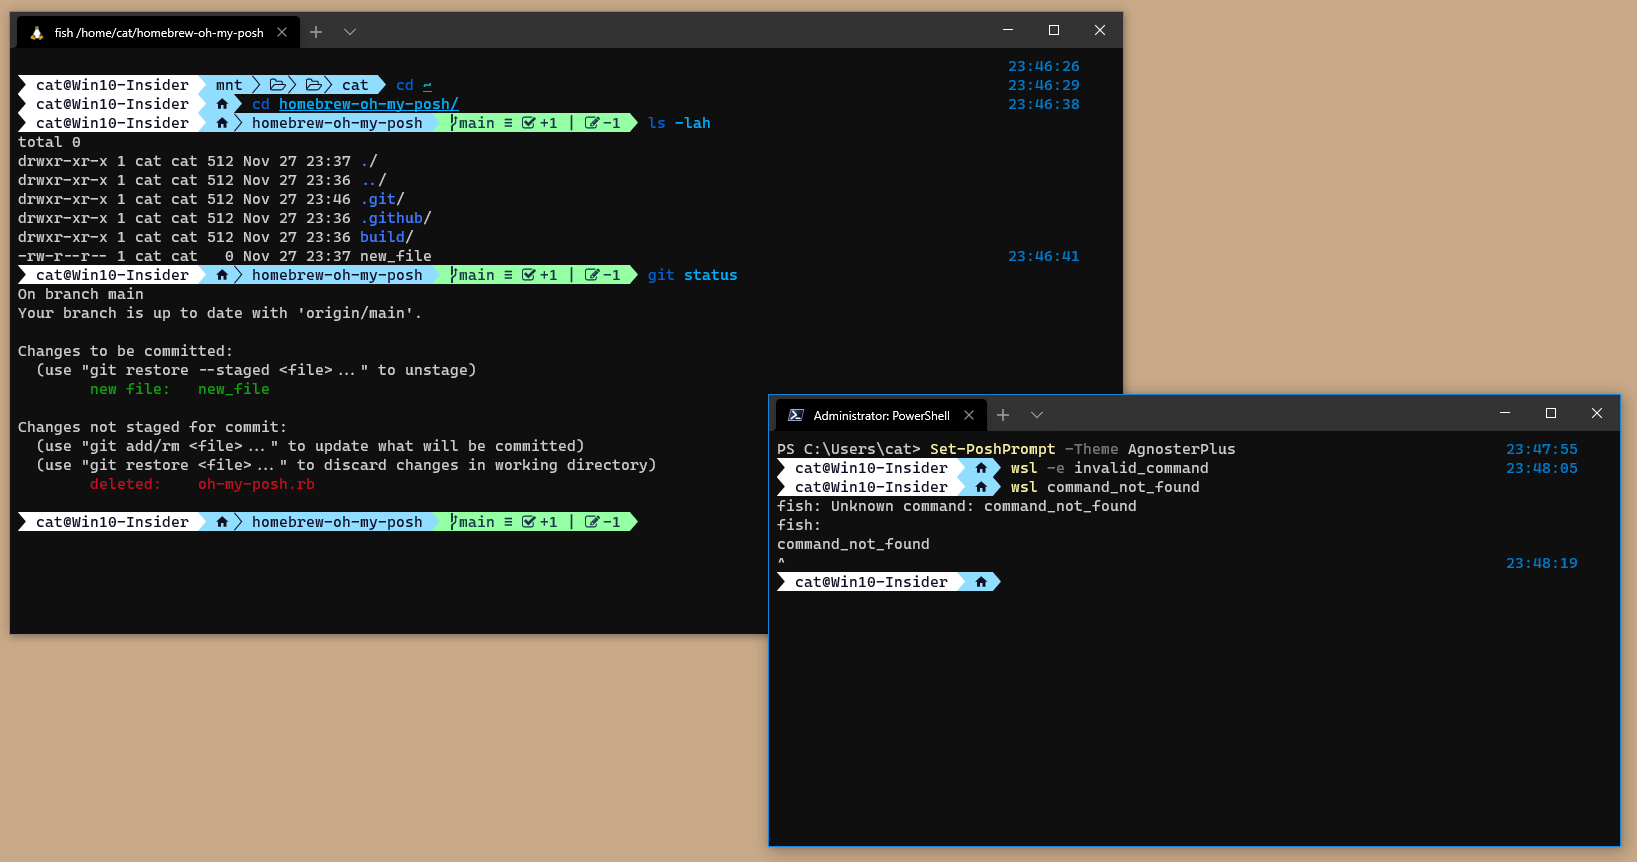 fish /home/cat/homebrew-oh-my-posh
23:46:26
cat@Win10-Insider mnt cat cd ~ 23:46:29
cat@Win10-Insider cd homebrew-oh-my-posh/ 23:46:38
cat@Win10-Insider homebrew-oh-my-posh main ≡ +1 | -1 ls -lah
total 0
drwxr-xr-x 1 cat cat 512 Nov 27 23:37 ./
drwxr-xr-x 1 cat cat 512 Nov 27 23:36 ../
drwxr-xr-x 1 cat cat 512 Nov 27 23:46 .git/
drwxr-xr-x 1 cat cat 512 Nov 27 23:36 .github/
drwxr-xr-x 1 cat cat 512 Nov 27 23:36 build/
-rw-r--r-- 1 cat cat 0 Nov 27 23:37 new_file 23:46:41
cat@Win10-Insider homebrew-oh-my-posh main ≡ +1 | -1 git status
On branch main
Your branch is up to date with 'origin/main'.
Changes to be committed:
(use "git restore --staged <file>..." to unstage)
new file: new_file
Changes not staged for commit:
(use "git add/rm <file>..." to update what will be committed)
(use "git restore <file>..." to discard changes in working directory)
deleted: oh-my-posh.rb
cat@Win10-Insider homebrew-oh-my-posh main ≡ +1 | -1
Administrator: PowerShell
PS C:\Users\cat> Set-PoshPrompt -Theme AgnosterPlus 23:47:55
cat@Win10-Insider wsl -e invalid_command 23:48:05
cat@Win10-Insider wsl command_not_found
fish: Unknown command: command_not_found
fish:
command_not_found
^ 23:48:19
cat@Win10-Insider